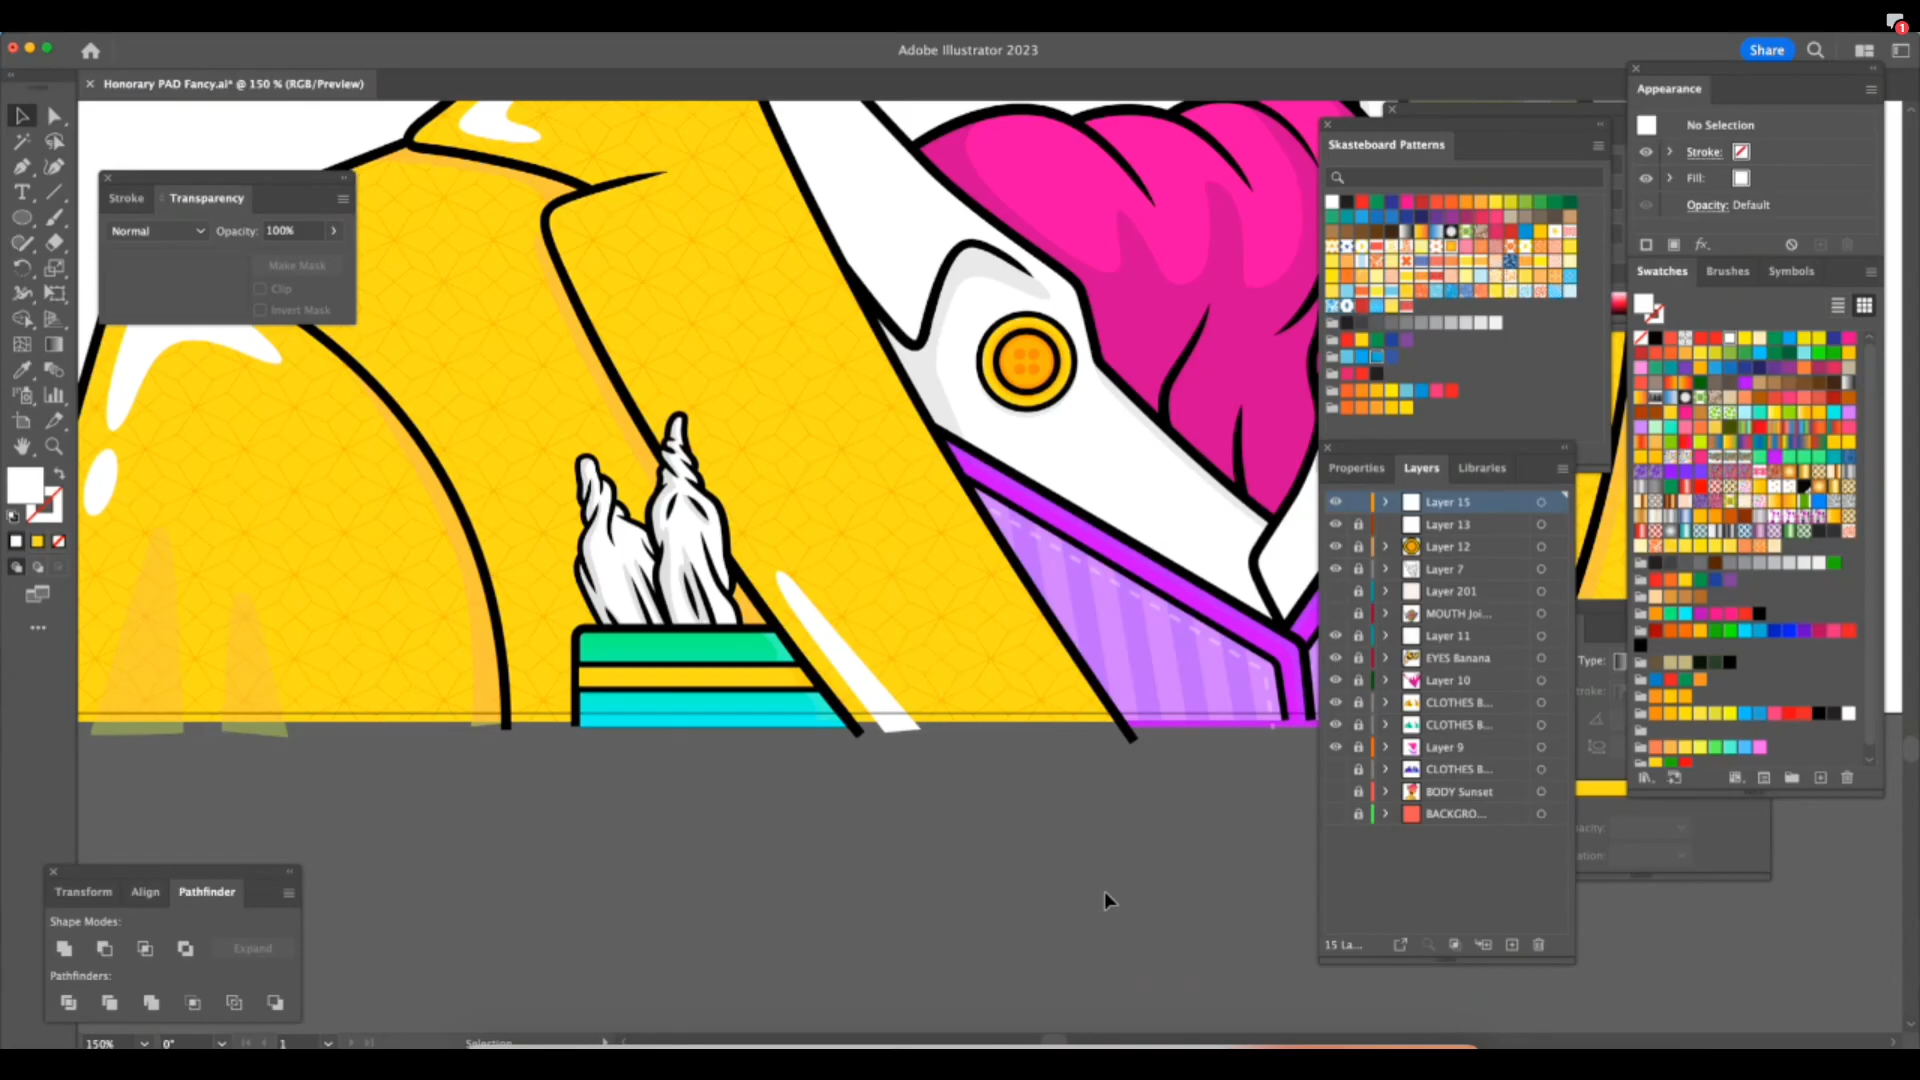 1
Adobe Illustrator 2023
Share
Honorary PAD Fancy.ai* @ 150 % (RGB/Preview)
Appearance
No Selection
Stroke:
Fill:
Opacity: Default
fx.
Skasteboard Patterns
Stroke
Transparency
Normal
Opacity: 100%
Make Mask
Clip
Invert Mask
Swatches
Brushes
Symbols
Properties
Layers
Libraries
Layer 15
Layer 13
Layer 12
Layer 7
Layer 201
MOUTH Joi...
Layer 11
EYES Banana
Layer 10
CLOTHES B...
CLOTHES B...
Layer 9
CLOTHES B...
BODY Sunset
BACKGRO...
15 La...
Type:
Transform
Align
Pathfinder
Shape Modes:
Expand
Pathfinders:
150%
0°
1
Selection